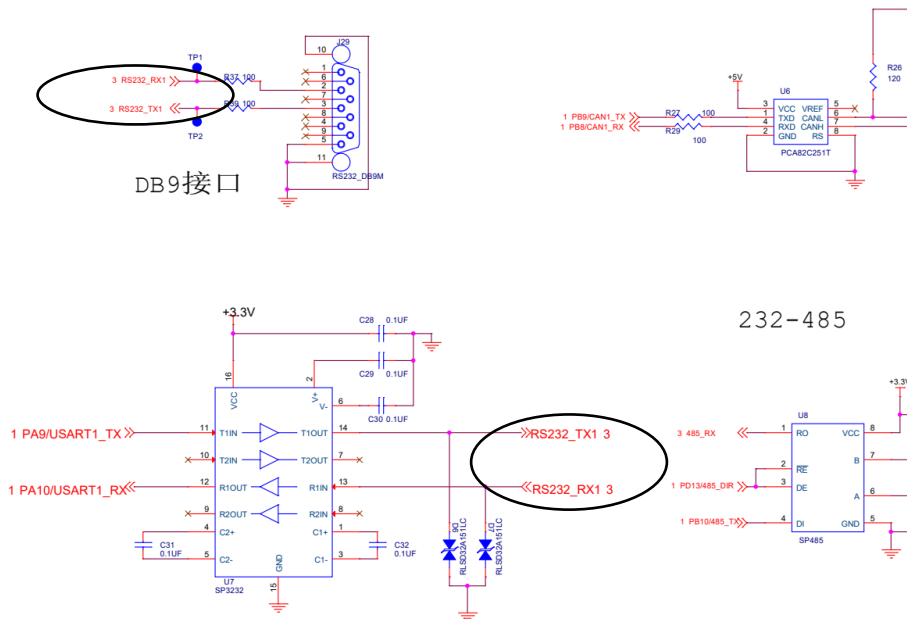 J29
10
TP1
3 RS232_RX1
R37 100
3 RS232_TX1
R39 100
TP2
1
6
2
7
3
8
4
9
5
11
RS232_DB9M
DB9接口
R26
120
+5V
U6
1 PB9/CAN1_TX
R27 100
1 PB8/CAN1_RX
R29
100
3 VCC VREF 5
1 TXD CANL 6
4 RXD CANH 7
2 GND RS 8
PCA82C251T
232-485
+3.3V
C28 0.1UF
C29 0.1UF
C30 0.1UF
16
VCC
2
V+
V- 6
1 PA9/USART1_TX
11 T1IN T1OUT 14
RS232_TX1 3
10 T2IN T2OUT 7
1 PA10/USART1_RX
12 R1OUT R1IN 13
RS232_RX1 3
9 R2OUT R2IN 8
4 C2+ C1+ 1
C31
0.1UF
C32
0.1UF
5 C2- C1- 3
GND
15
U7
SP3232
D6
RLSD32A151LC
D7
RLSD32A151LC
+3.3V
U8
3 485_RX
1 RO VCC 8
2 RE B 7
1 PD13/485_DIR
3 DE
A 6
1 PB10/485_TX
4 DI GND 5
SP485